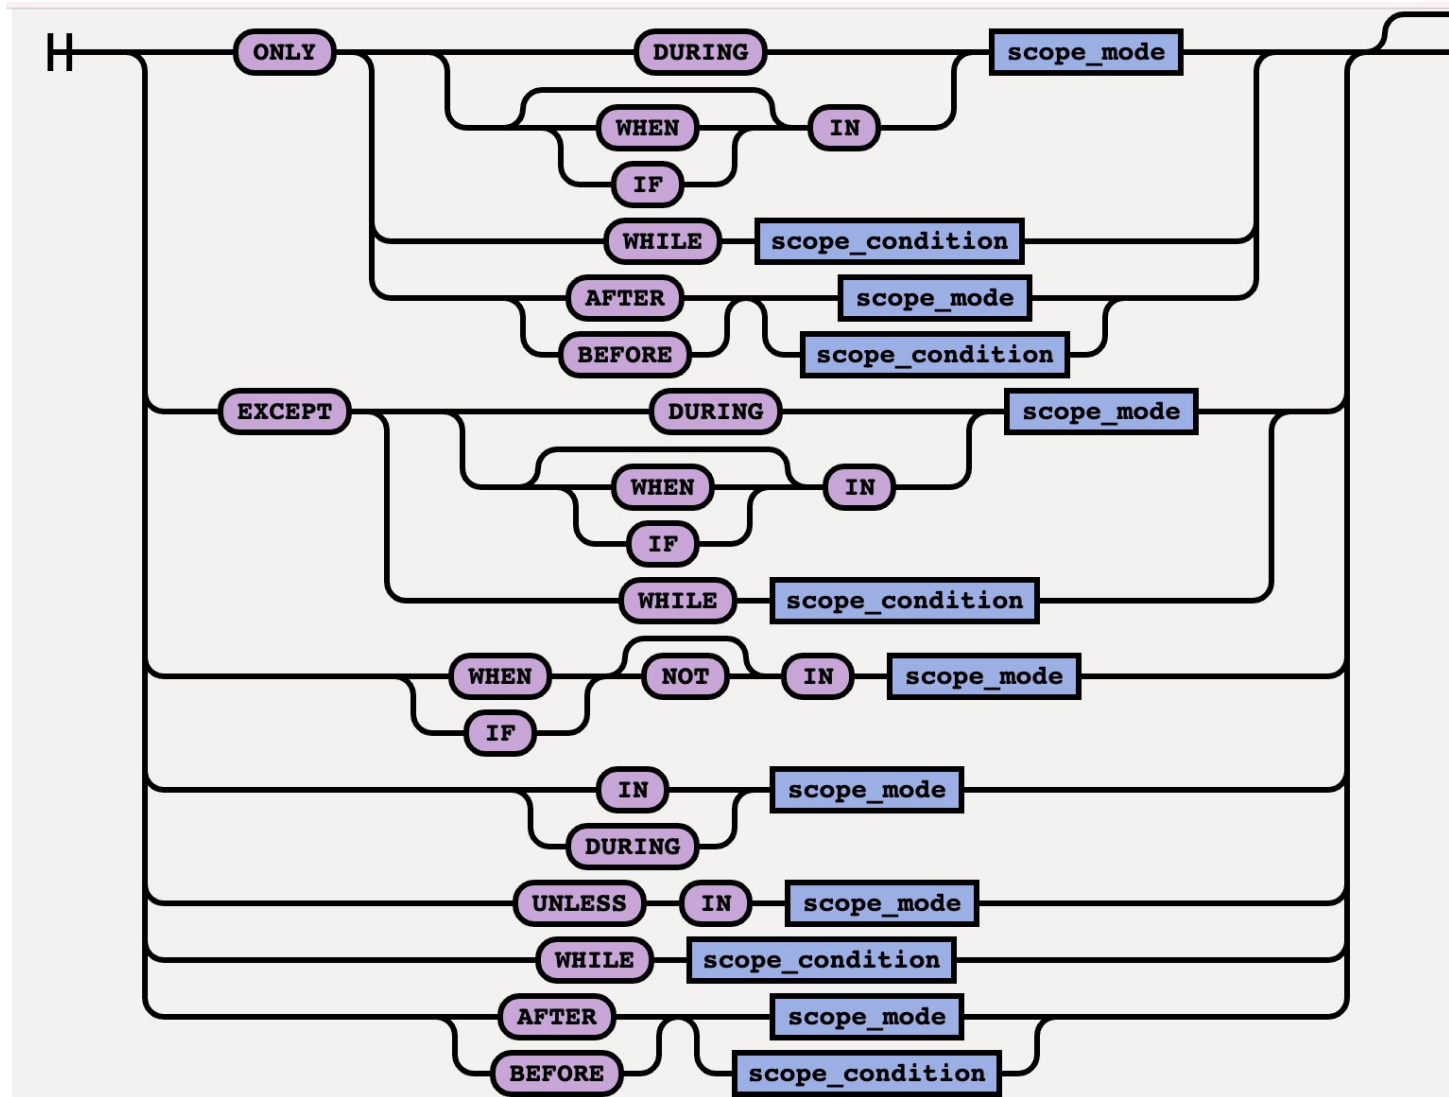 ONLY DURING scope_mode
WHEN IN
IF
WHILE scope_condition
AFTER scope_mode
BEFORE scope_condition
EXCEPT DURING scope_mode
WHEN IN
IF
WHILE scope_condition
WHEN NOT IN scope_mode
IF
IN scope_mode
DURING
UNLESS IN scope_mode
WHILE scope_condition
AFTER scope_mode
BEFORE scope_condition